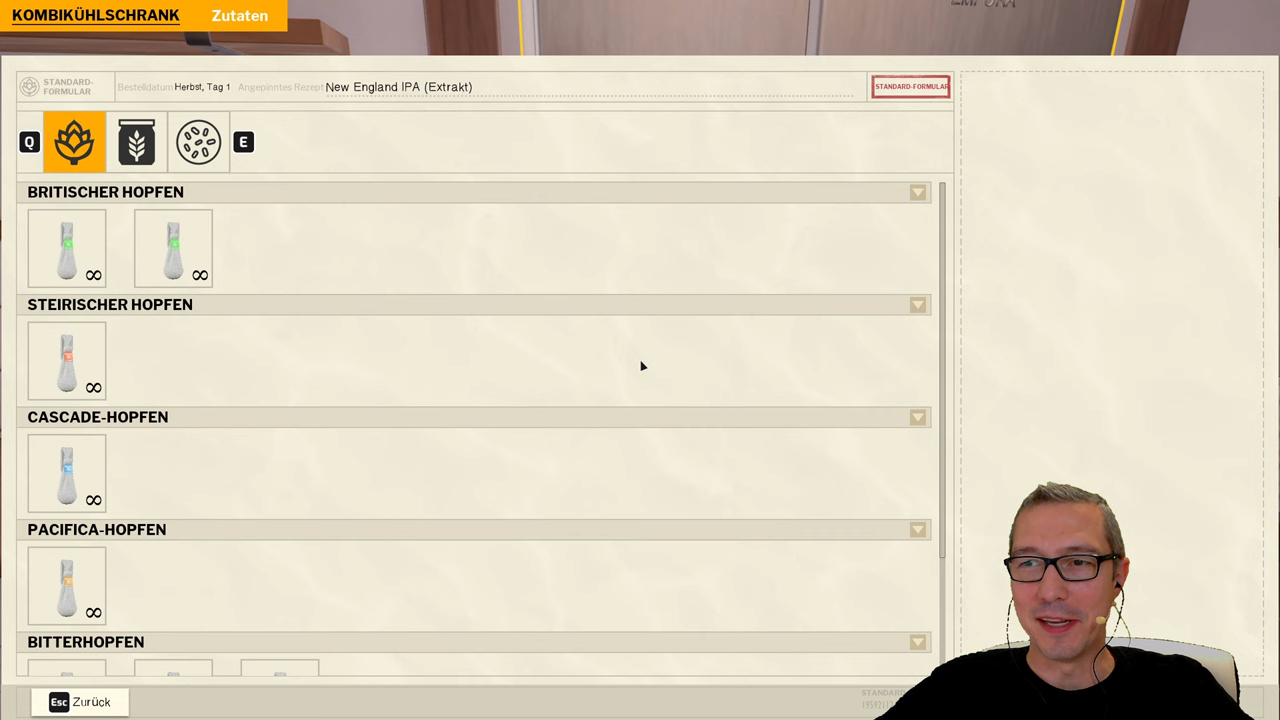 KOMBIKÜHLSCHRANK Zutaten
STANDARD-
FORMULAR
Bestelldatum Herbst, Tag 1 Angepinntes Rezept New England IPA (Extrakt)
STANDARD-FORMULAR
Q
E
BRITISCHER HOPFEN
∞
∞
STEIRISCHER HOPFEN
∞
CASCADE-HOPFEN
∞
PACIFICA-HOPFEN
∞
BITTERHOPFEN
Esc Zurück